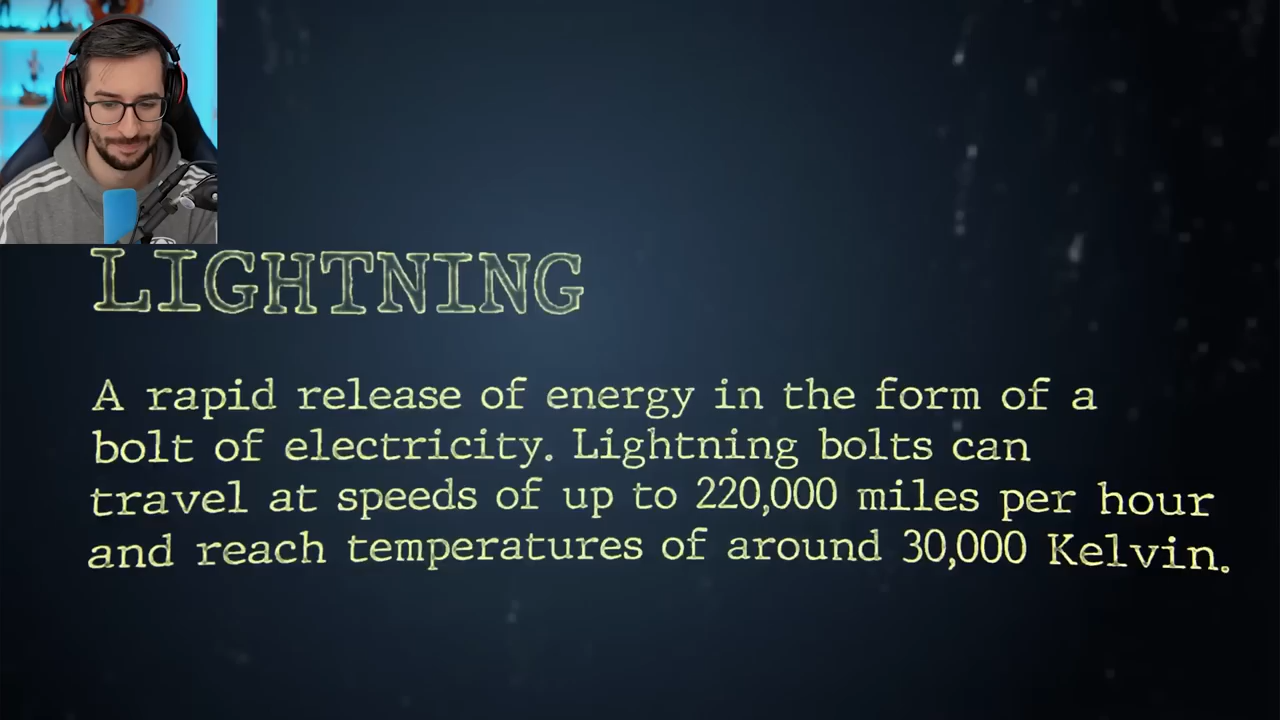 LIGHTNING
A rapid release of energy in the form of a
bolt of electricity. Lightning bolts can
travel at speeds of up to 220,000 miles per hour
and reach temperatures of around 30,000 Kelvin.